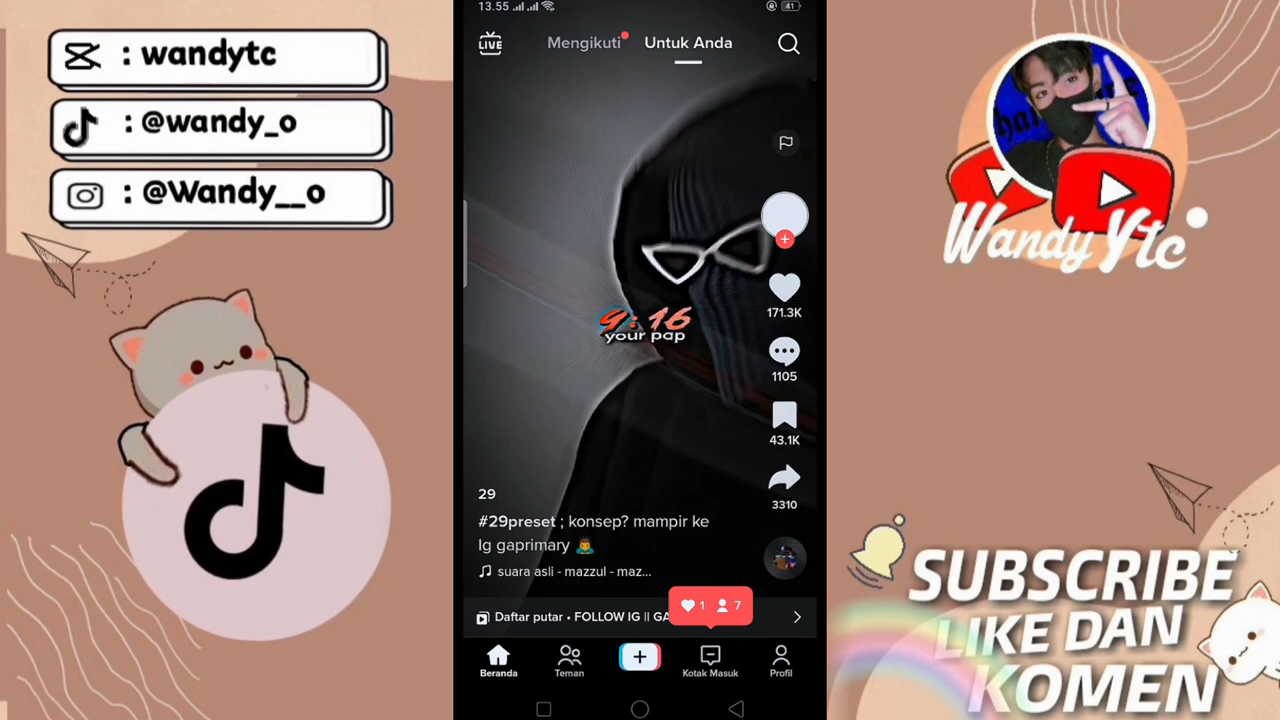 : wandytc
: @wandy_o
: @Wandy__o
13.55
41
LIVE
Mengikuti
Untuk Anda
9:16
your pap
171.3K
1105
43.1K
3310
29
#29preset ; konsep? mampir ke
Ig gaprimary
suara asli - mazzul - maz...
1
7
Daftar putar • FOLLOW IG || GA
Beranda
Teman
Kotak Masuk
Profil
Wandy Ytc
SUBSCRIBE
LIKE DAN
KOMEN